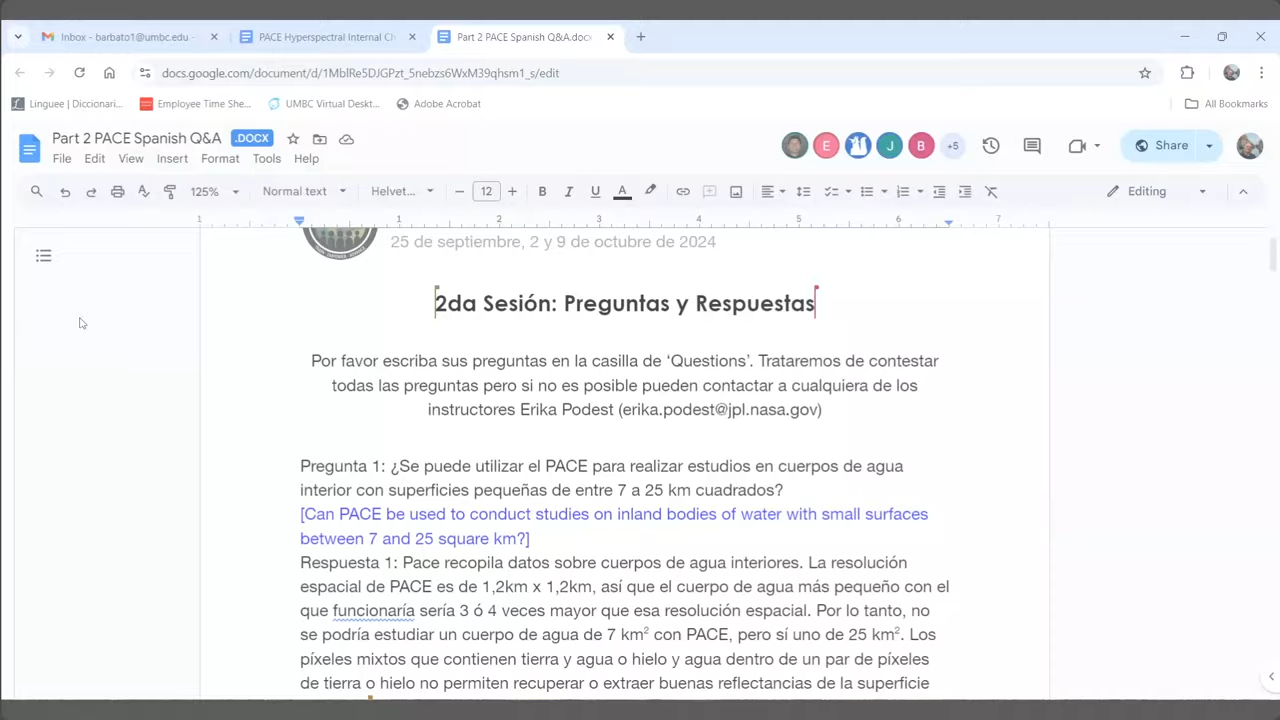 Inbox - barbato1@umbc.edu -
PACE Hyperspectral Internal Ch
Part 2 PACE Spanish Q&A.docx
docs.google.com/document/d/1MblRe5DJGPzt_5nebzs6WxM39qhsm1_s/edit
Linguee | Diccionari...
Employee Time She...
UMBC Virtual Deskt...
Adobe Acrobat
All Bookmarks
Part 2 PACE Spanish Q&A .DOCX
E J B +5
Share
File Edit View Insert Format Tools Help
125% Normal text Helvet... 12 B I U A Editing
1 1 2 3 4 5 6 7
25 de septiembre, 2 y 9 de octubre de 2024
2da Sesión: Preguntas y Respuestas
Por favor escriba sus preguntas en la casilla de ‘Questions’. Trataremos de contestar
todas las preguntas pero si no es posible pueden contactar a cualquiera de los
instructores Erika Podest (erika.podest@jpl.nasa.gov)
Pregunta 1: ¿Se puede utilizar el PACE para realizar estudios en cuerpos de agua
interior con superficies pequeñas de entre 7 a 25 km cuadrados?
[Can PACE be used to conduct studies on inland bodies of water with small surfaces
between 7 and 25 square km?]
Respuesta 1: Pace recopila datos sobre cuerpos de agua interiores. La resolución
espacial de PACE es de 1,2km x 1,2km, así que el cuerpo de agua más pequeño con el
que funcionaría sería 3 ó 4 veces mayor que esa resolución espacial. Por lo tanto, no
se podría estudiar un cuerpo de agua de 7 km² con PACE, pero sí uno de 25 km². Los
píxeles mixtos que contienen tierra y agua o hielo y agua dentro de un par de píxeles
de tierra o hielo no permiten recuperar o extraer buenas reflectancias de la superficie